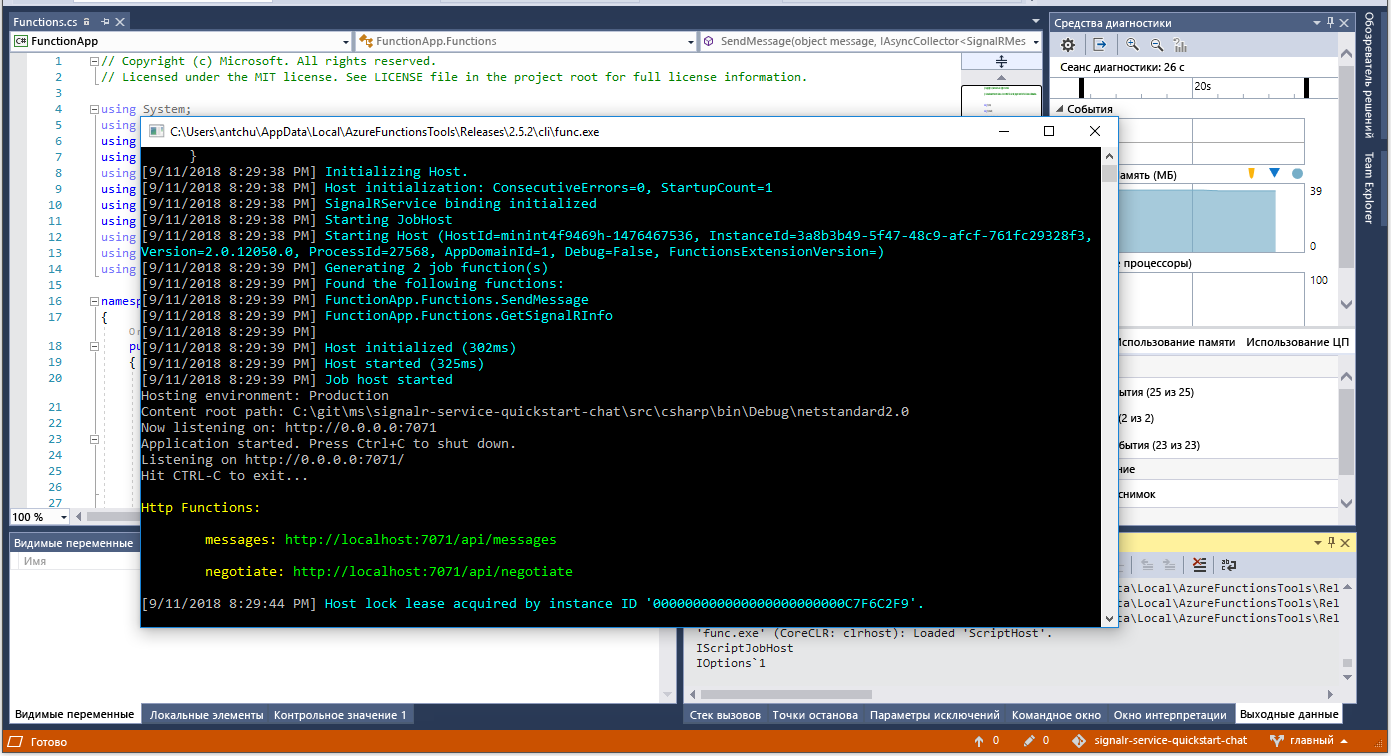 Functions.cs
Средства диагностики
FunctionApp
FunctionApp.Functions
SendMessage(object message, IAsyncCollector<SignalRMes
Сеанс диагностики: 26 с
20s
События
амять (МБ)
39
0
е процессоры)
100
Использование памяти Использование ЦП
ытия (25 из 25)
(2 из 2)
бытия (23 из 23)
ние
снимок
Обозреватель решений
Team Explorer
1 // Copyright (c) Microsoft. All rights reserved.
2 // Licensed under the MIT license. See LICENSE file in the project root for full license information.
3
4 using System;
5 using
6 using
7 using
8 using
9 using
10 using
11 using
12 using
13 using
14 using
15
16 namesp
17 {
18 pu
19 {
20
21
22
23
24
25
26
27
100 %
C:\Users\antchu\AppData\Local\AzureFunctionsTools\Releases\2.5.2\cli\func.exe
}
[9/11/2018 8:29:38 PM] Initializing Host.
[9/11/2018 8:29:38 PM] Host initialization: ConsecutiveErrors=0, StartupCount=1
[9/11/2018 8:29:38 PM] SignalRService binding initialized
[9/11/2018 8:29:38 PM] Starting JobHost
[9/11/2018 8:29:38 PM] Starting Host (HostId=minint4f9469h-1476467536, InstanceId=3a8b3b49-5f47-48c9-afcf-761fc29328f3,
Version=2.0.12050.0, ProcessId=27568, AppDomainId=1, Debug=False, FunctionsExtensionVersion=)
[9/11/2018 8:29:39 PM] Generating 2 job function(s)
[9/11/2018 8:29:39 PM] Found the following functions:
[9/11/2018 8:29:39 PM] FunctionApp.Functions.SendMessage
[9/11/2018 8:29:39 PM] FunctionApp.Functions.GetSignalRInfo
[9/11/2018 8:29:39 PM]
[9/11/2018 8:29:39 PM] Host initialized (302ms)
[9/11/2018 8:29:39 PM] Host started (325ms)
[9/11/2018 8:29:39 PM] Job host started
Hosting environment: Production
Content root path: C:\git\ms\signalr-service-quickstart-chat\src\csharp\bin\Debug\netstandard2.0
Now listening on: http://0.0.0.0:7071
Application started. Press Ctrl+C to shut down.
Listening on http://0.0.0.0:7071/
Hit CTRL-C to exit...
Http Functions:
messages: http://localhost:7071/api/messages
negotiate: http://localhost:7071/api/negotiate
[9/11/2018 8:29:44 PM] Host lock lease acquired by instance ID '000000000000000000000000C7F6C2F9'.
Видимые переменные
Имя
ta\Local\AzureFunctionsTools\Rel
ta\Local\AzureFunctionsTools\Rel
ta\Local\AzureFunctionsTools\Rel
'func.exe' (CoreCLR: clrhost): Loaded 'ScriptHost'.
IScriptJobHost
IOptions`1
Видимые переменные Локальные элементы Контрольное значение 1
Стек вызовов Точки останова Параметры исключений Командное окно Окно интерпретации Выходные данные
Готово
0
0
signalr-service-quickstart-chat
главный